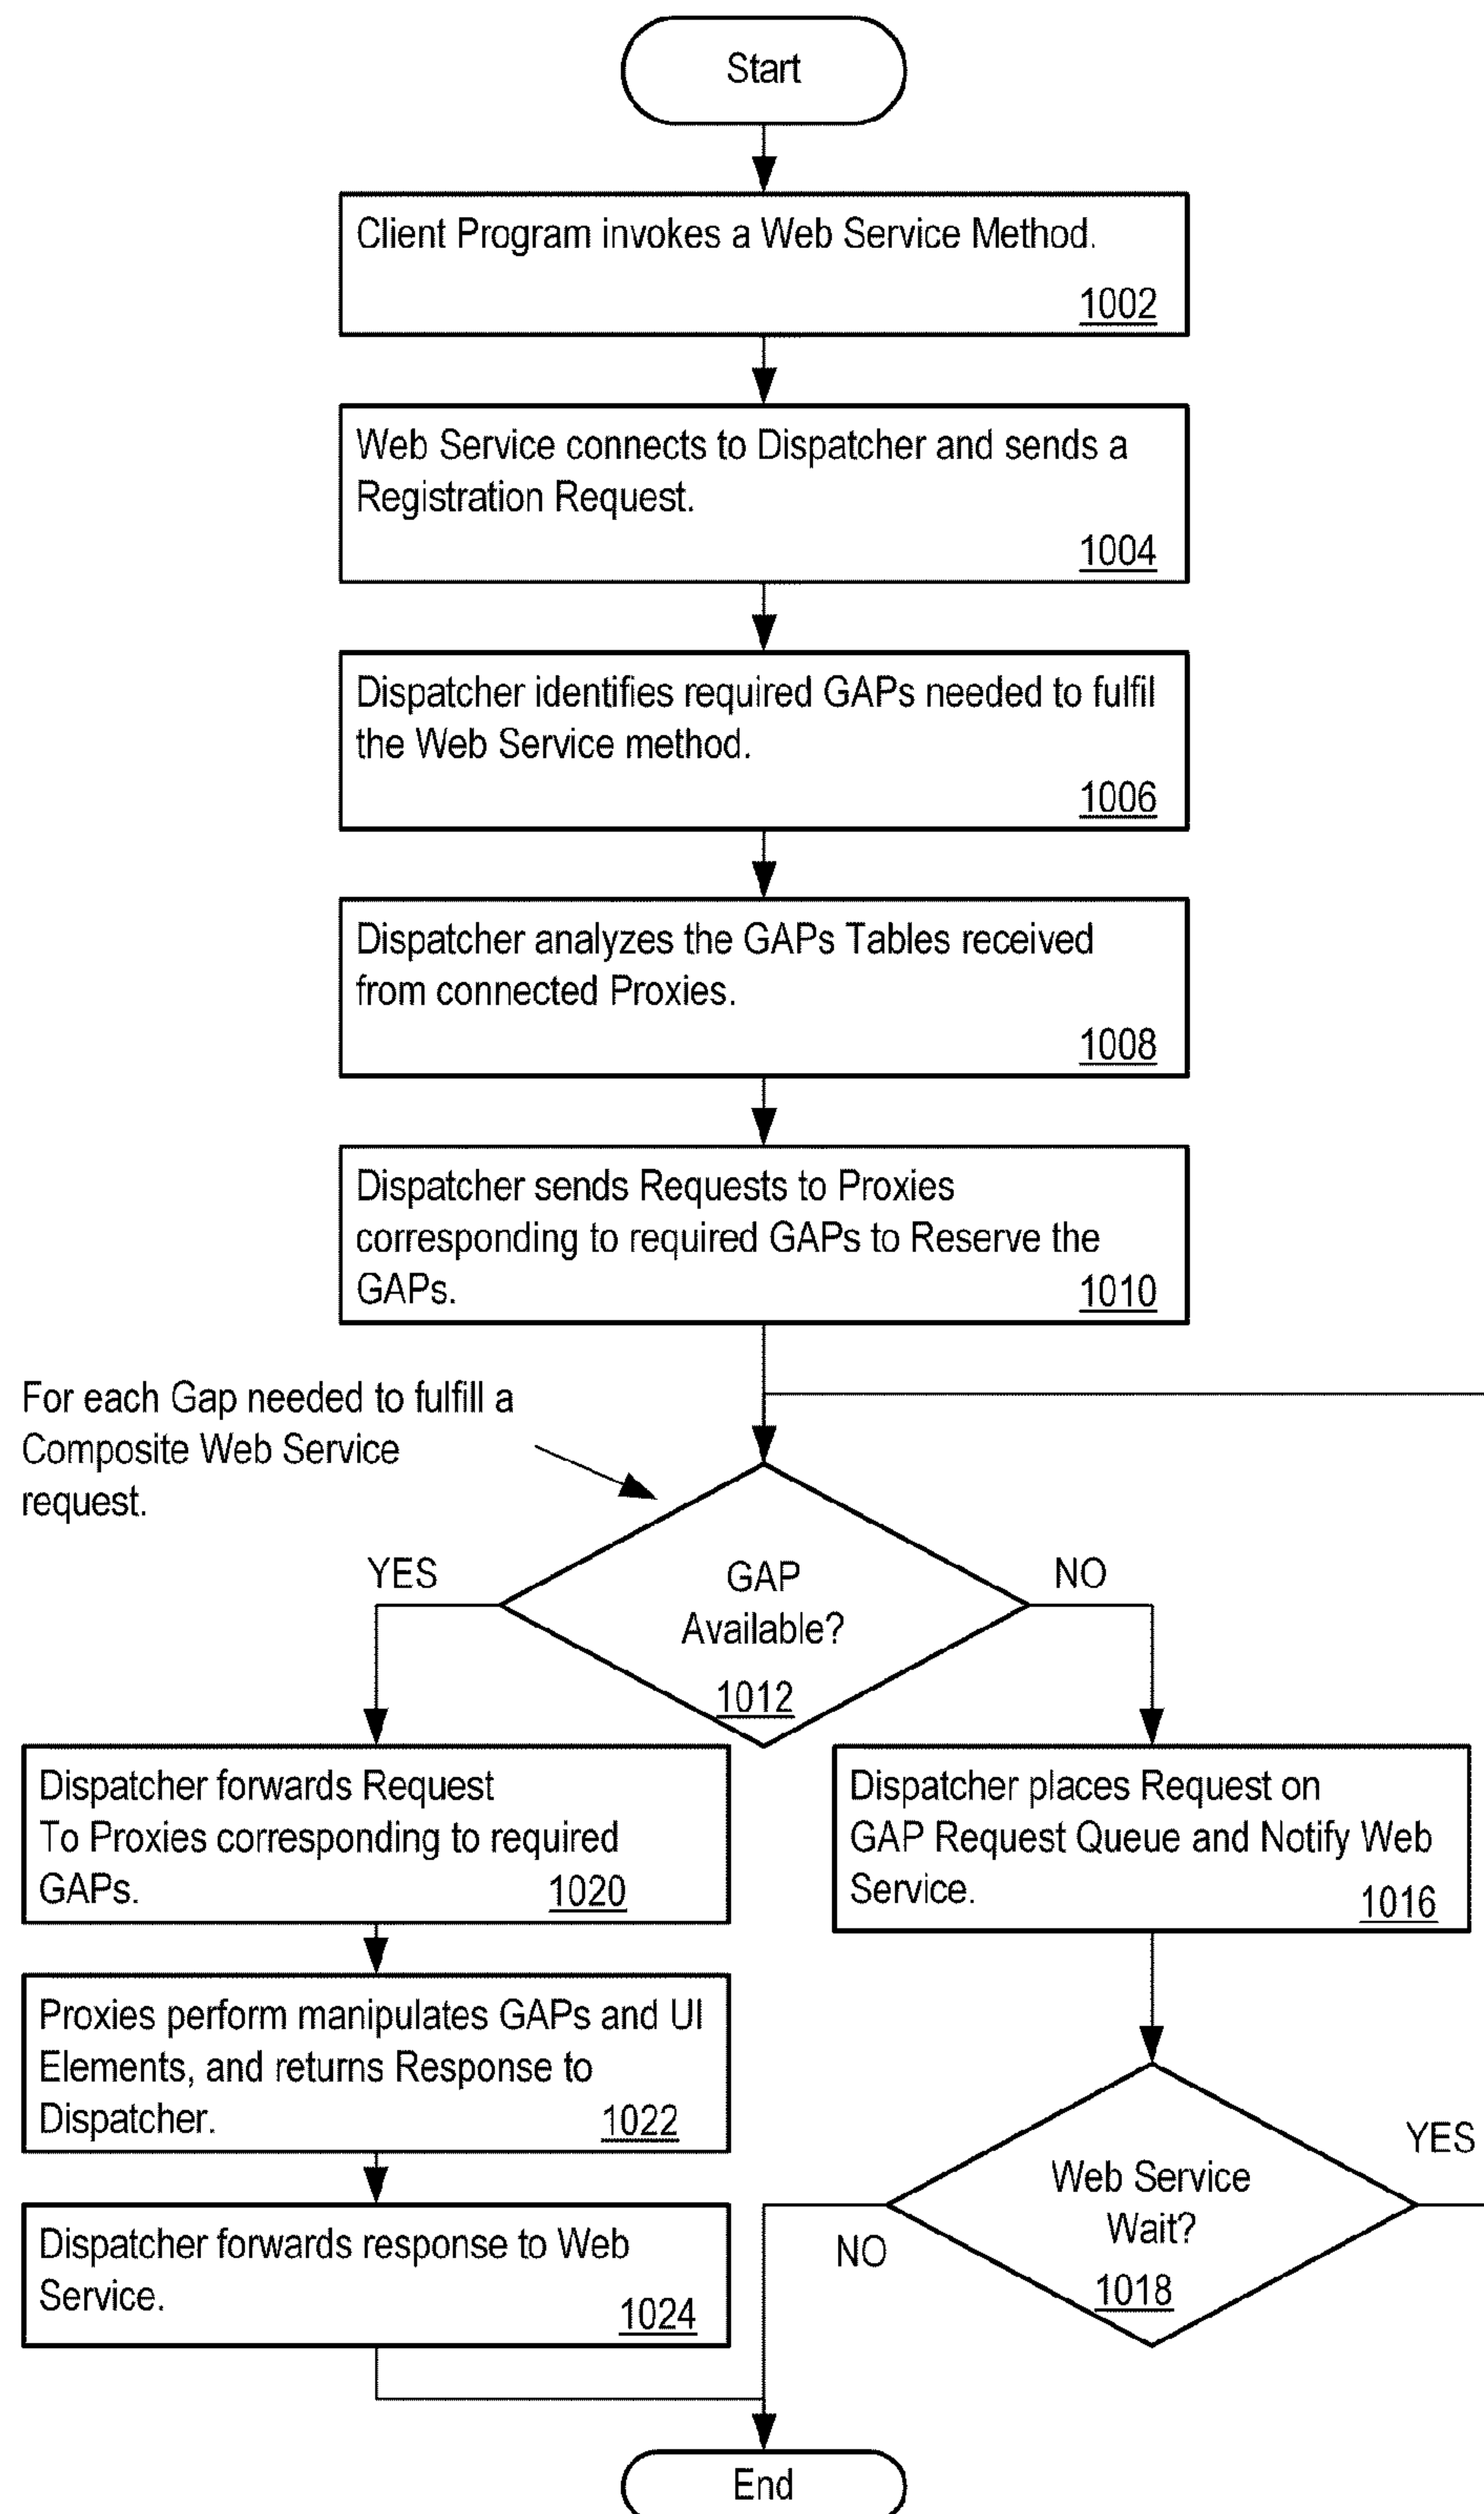 Start
Client Program invokes a Web Service Method.
1002
Web Service connects to Dispatcher and sends a
Registration Request.
1004
Dispatcher identifies required GAPs needed to fulfil
the Web Service method.
1006
Dispatcher analyzes the GAPs Tables received
from connected Proxies.
1008
Dispatcher sends Requests to Proxies
corresponding to required GAPs to Reserve the
GAPs.
1010
For each Gap needed to fulfill a
Composite Web Service
request.
YES
GAP
Available?
1012
NO
Dispatcher forwards Request
To Proxies corresponding to required
GAPs.
1020
Dispatcher places Request on
GAP Request Queue and Notify Web
Service.
1016
Proxies perform manipulates GAPs and UI
Elements, and returns Response to
Dispatcher.
1022
Web Service
Wait?
1018
YES
NO
Dispatcher forwards response to Web
Service.
1024
End